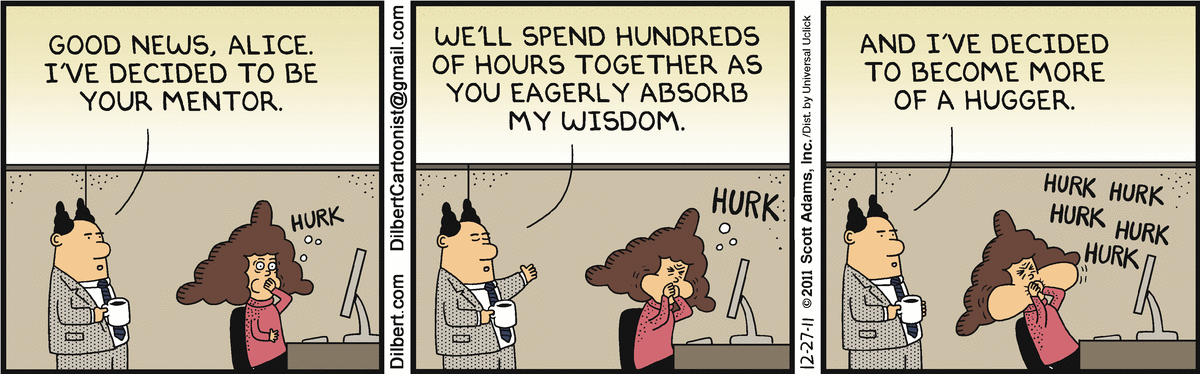 GOOD NEWS, ALICE.
I'VE DECIDED TO BE
YOUR MENTOR.
HURK
Dilbert.com DilbertCartoonist@gmail.com
WE'LL SPEND HUNDREDS
OF HOURS TOGETHER AS
YOU EAGERLY ABSORB
MY WISDOM.
HURK
12-27-11 ©2011 Scott Adams, Inc./Dist. by Universal Uclick
AND I'VE DECIDED
TO BECOME MORE
OF A HUGGER.
HURK HURK
HURK HURK
HURK